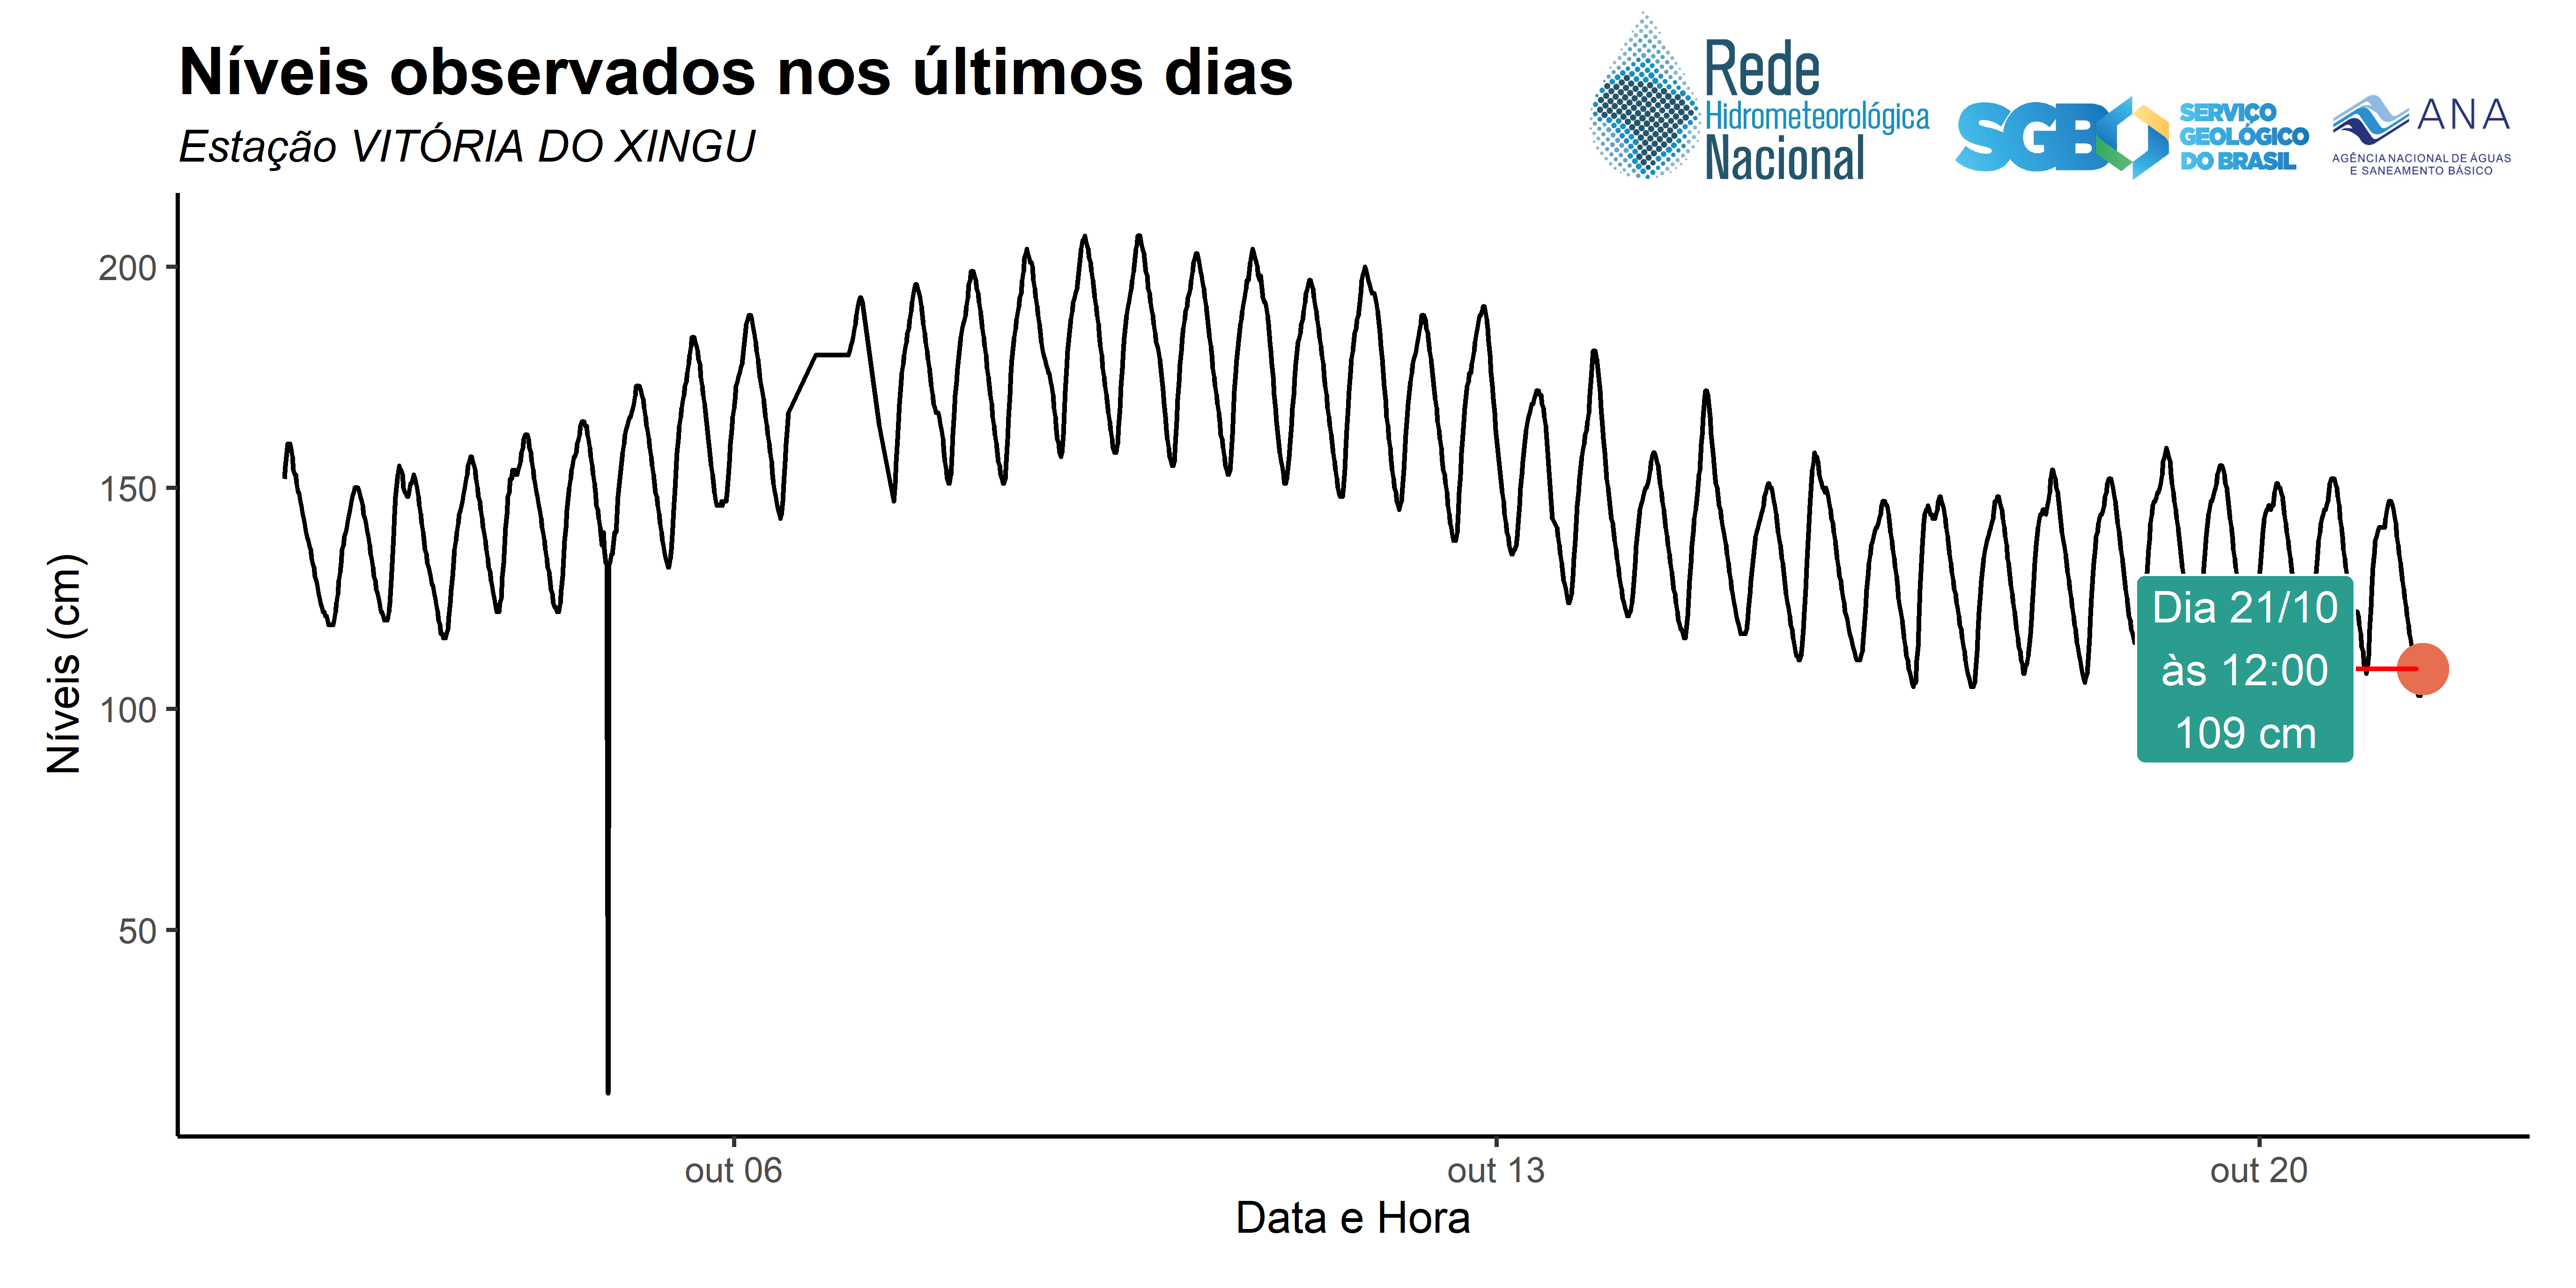 Níveis observados nos últimos dias
Estação VITÓRIA DO XINGU
Rede
Hidrometeorológica
Nacional
SGB
SERVIÇO
GEOLÓGICO
DO BRASIL
ANA
AGÊNCIA NACIONAL DE ÁGUAS
E SANEAMENTO BÁSICO
Níveis (cm)
200
150
100
50
Dia 21/10
às 12:00
109 cm
out 06
out 13
out 20
Data e Hora